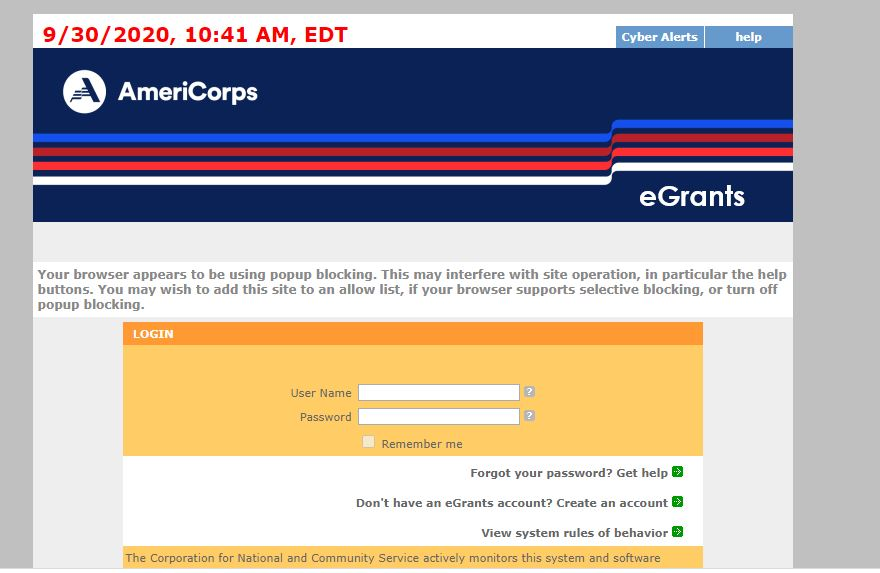 9/30/2020, 10:41 AM, EDT
Cyber Alerts
help
AmeriCorps
eGrants
Your browser appears to be using popup blocking. This may interfere with site operation, in particular the help
buttons. You may wish to add this site to an allow list, if your browser supports selective blocking, or turn off
popup blocking.
LOGIN
User Name
?
Password
?
Remember me
Forgot your password? Get help
Don't have an eGrants account? Create an account
View system rules of behavior
The Corporation for National and Community Service actively monitors this system and software